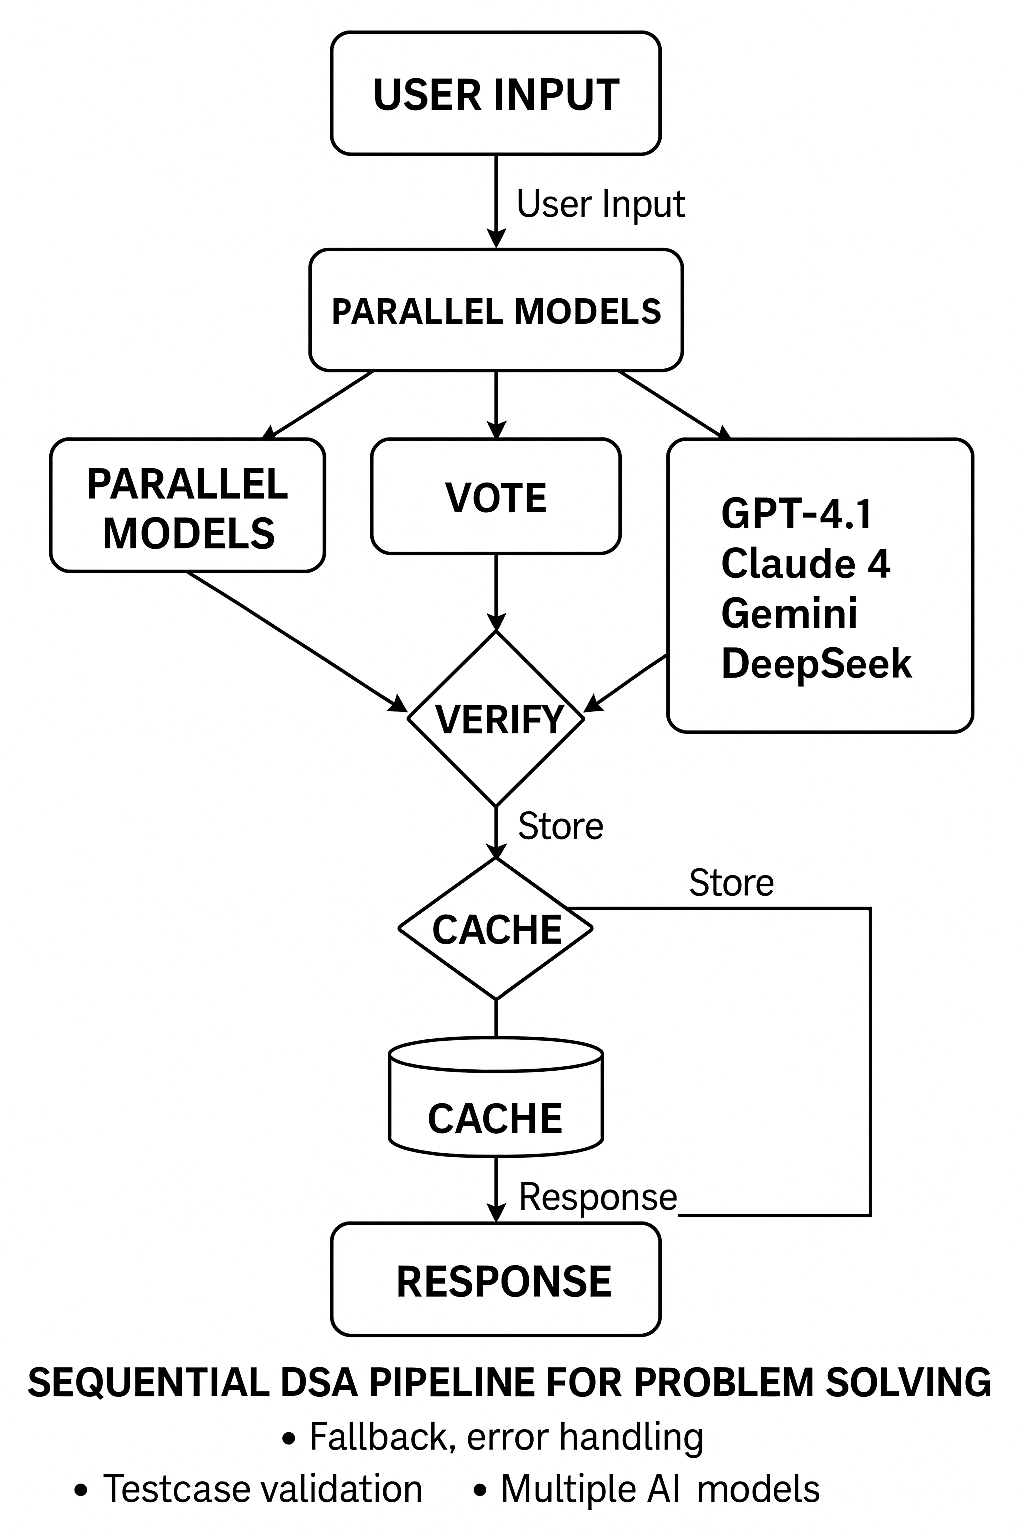 USER INPUT
User Input
PARALLEL MODELS
PARALLEL
MODELS
VOTE
GPT-4.1
Claude 4
Gemini
DeepSeek
VERIFY
Store
Store
CACHE
CACHE
Response
RESPONSE
SEQUENTIAL DSA PIPELINE FOR PROBLEM SOLVING
• Fallback, error handling
• Testcase validation • Multiple AI models